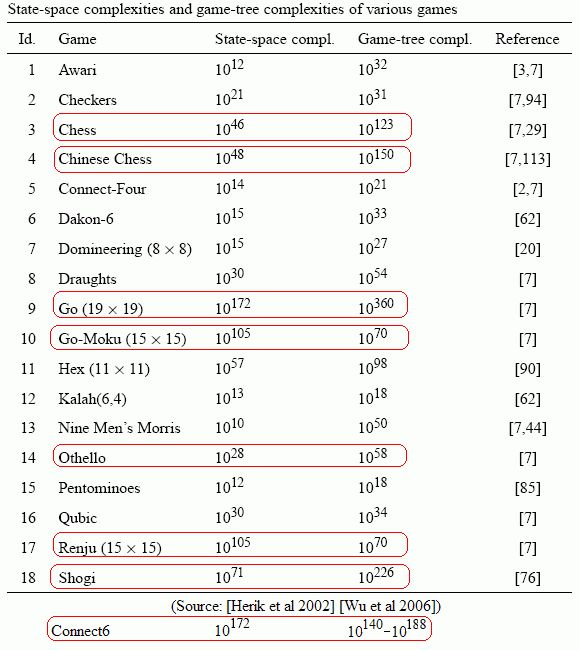 State-space complexities and game-tree complexities of various games
Id. Game State-space compl. Game-tree compl. Reference
1 Awari 10^12 10^32 [3,7]
2 Checkers 10^21 10^31 [7,94]
3 Chess 10^46 10^123 [7,29]
4 Chinese Chess 10^48 10^150 [7,113]
5 Connect-Four 10^14 10^21 [2,7]
6 Dakon-6 10^15 10^33 [62]
7 Domineering (8 × 8) 10^15 10^27 [20]
8 Draughts 10^30 10^54 [7]
9 Go (19 × 19) 10^172 10^360 [7]
10 Go-Moku (15 × 15) 10^105 10^70 [7]
11 Hex (11 × 11) 10^57 10^98 [90]
12 Kalah(6,4) 10^13 10^18 [62]
13 Nine Men's Morris 10^10 10^50 [7,44]
14 Othello 10^28 10^58 [7]
15 Pentominoes 10^12 10^18 [85]
16 Qubic 10^30 10^34 [7]
17 Renju (15 × 15) 10^105 10^70 [7]
18 Shogi 10^71 10^226 [76]
(Source: [Herik et al 2002] [Wu et al 2006])
Connect6 10^172 10^140–10^188